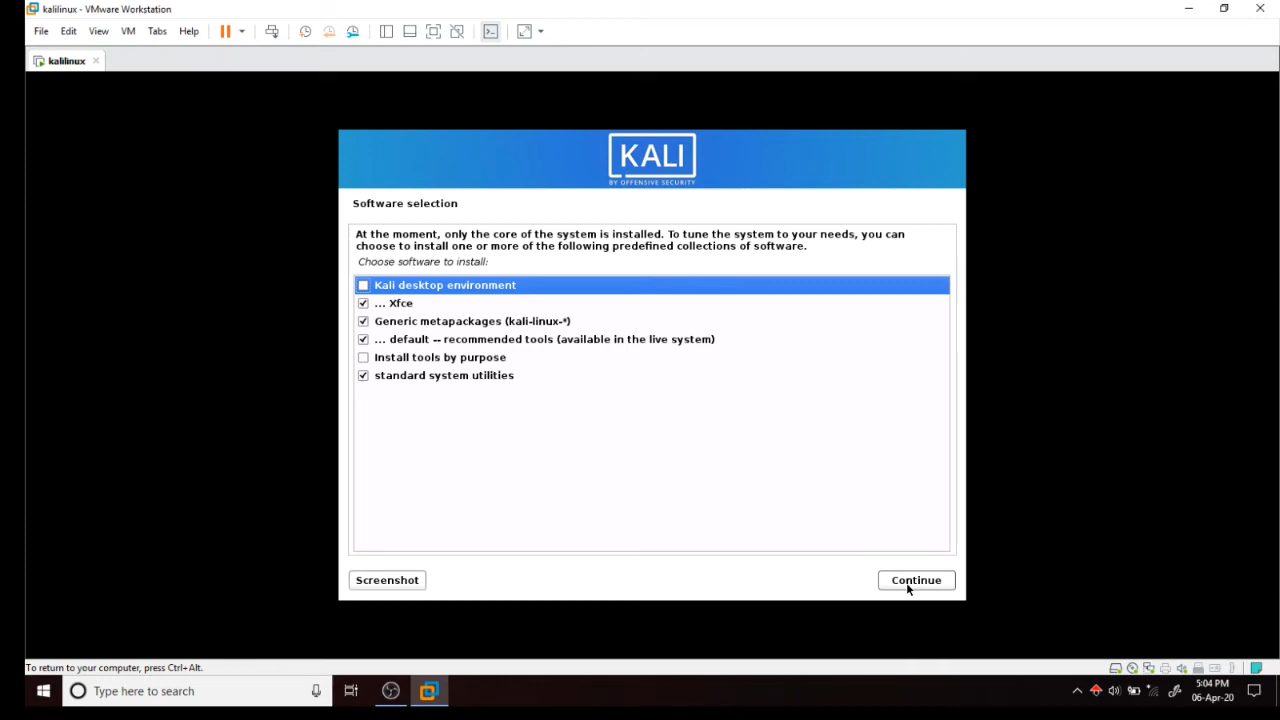 kalilinux - VMware Workstation
File Edit View VM Tabs Help
kalilinux
KALI
BY OFFENSIVE SECURITY
Software selection
At the moment, only the core of the system is installed. To tune the system to your needs, you can
choose to install one or more of the following predefined collections of software.
Choose software to install:
Kali desktop environment
... Xfce
Generic metapackages (kali-linux-*)
... default -- recommended tools (available in the live system)
Install tools by purpose
standard system utilities
Screenshot Continue
To return to your computer, press Ctrl+Alt.
Type here to search
5:04 PM
06-Apr-20